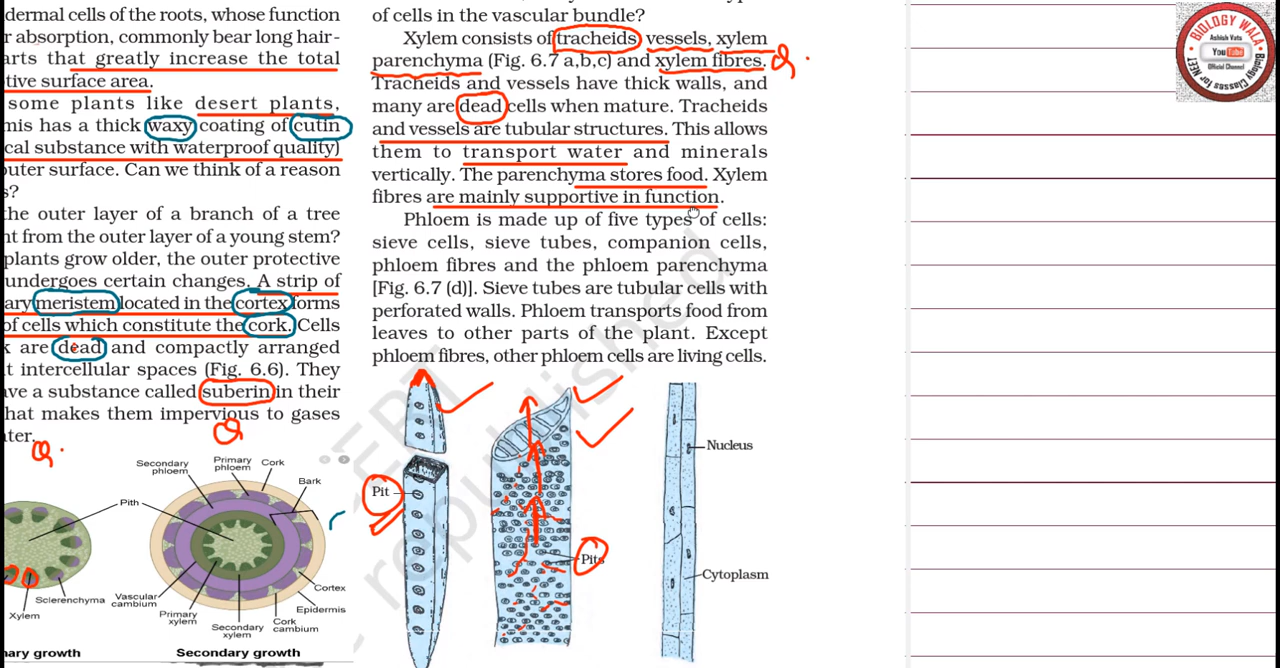 dermal cells of the roots, whose function
r absorption, commonly bear long hair-
arts that greatly increase the total
tive surface area.
some plants like desert plants,
mis has a thick waxy coating of cutin
cal substance with waterproof quality)
outer surface. Can we think of a reason
s?
the outer layer of a branch of a tree
nt from the outer layer of a young stem?
plants grow older, the outer protective
undergoes certain changes. A strip of
ary meristem located in the cortex forms
of cells which constitute the cork. Cells
k are dead and compactly arranged
t intercellular spaces (Fig. 6.6). They
ave a substance called suberin in their
hat makes them impervious to gases
ater.
Q.
Q
Secondary phloem
Primary phloem
Cork
Bark
Pith
Xylem
Sclerenchyma
Vascular cambium
Primary xylem
Secondary xylem
Cork cambium
Cortex
Epidermis
nary growth
Secondary growth
of cells in the vascular bundle?
Xylem consists of tracheids, vessels, xylem
parenchyma (Fig. 6.7 a,b,c) and xylem fibres.
Q.
Tracheids and vessels have thick walls, and
many are dead cells when mature. Tracheids
and vessels are tubular structures. This allows
them to transport water and minerals
vertically. The parenchyma stores food. Xylem
fibres are mainly supportive in function.
Phloem is made up of five types of cells:
sieve cells, sieve tubes, companion cells,
phloem fibres and the phloem parenchyma
[Fig. 6.7 (d)]. Sieve tubes are tubular cells with
perforated walls. Phloem transports food from
leaves to other parts of the plant. Except
phloem fibres, other phloem cells are living cells.
Pit
Pits
Nucleus
Cytoplasm
republished
BIOLOGY WALA
Ashish Vats
You Tube
Official Channel
Biology Classes for NEET